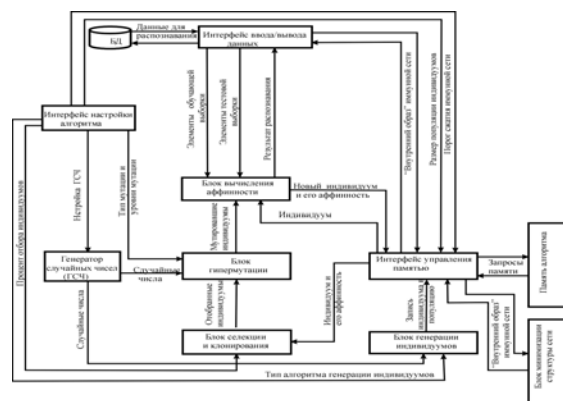 Данные для
распознавания
БД
Интерфейс ввода/вывода
данных
Интерфейс настройки
алгоритма
Элементы обучающей
выборки
Элементы тестовой
выборки
Результат распознавания
"Внутренний образ" иммунной сети
Размер популяции индивидуумов
Порог сжатия иммунной сети
Процент отбора индивидуумов
Нстройка ГСЧ
Тип мутации и
уровни мутации
Блок вычисления
аффинности
Новый индивидуум
и его аффинность
Индивидуум
Мутировавшие
индивидуумы
Генератор
случайных чисел
(ГСЧ)
Случайные
числа
Блок
гипермутации
Интерфейс управления
памятью
Запросы
памяти
Память алгоритма
Случайные числа
Отобранные
индивидуумы
Индивидуум и
его аффинность
Запись
индивидуума в
популяцию
"Внутренний образ"
иммунной сети
Блок селекции
и клонирования
Блок генерации
индивидуумов
Блок минимизации
структуры сети
Тип алгоритма генерации индивидуумов